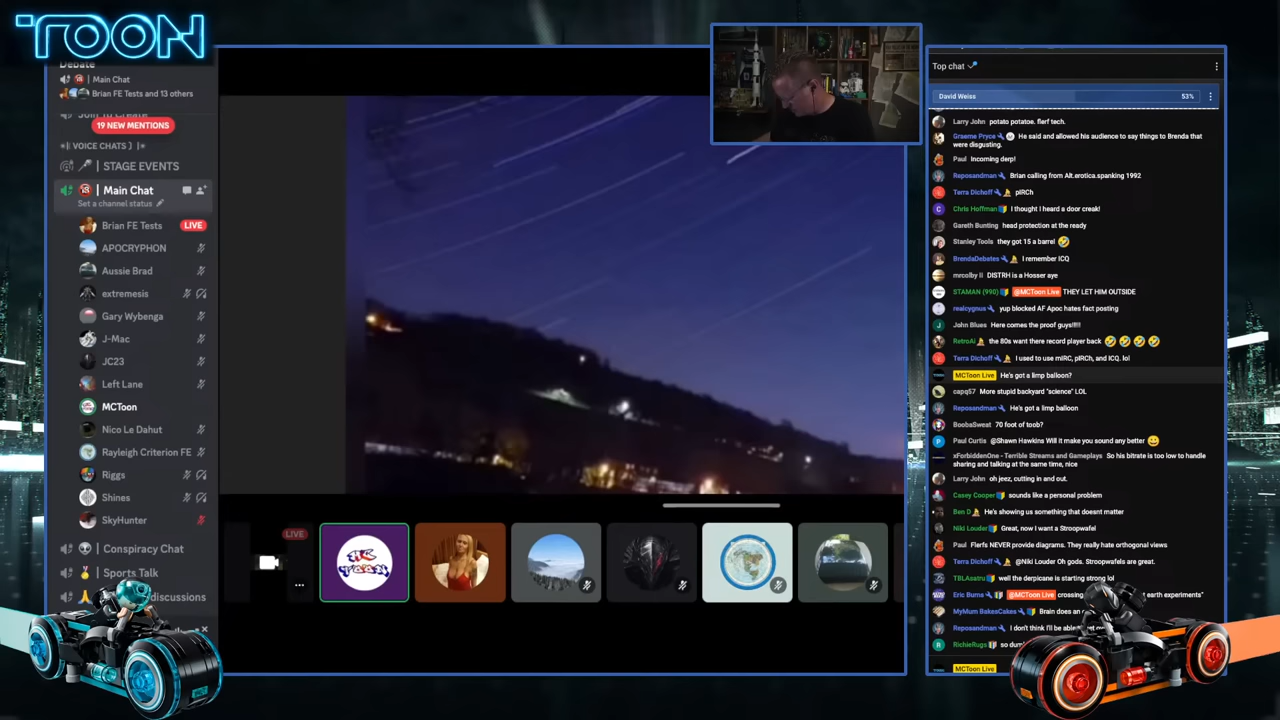 TOON
Debate
Main Chat
Brian FE Tests and 13 others
Join to Create
19 NEW MENTIONS
VOICE CHATS
STAGE EVENTS
Main Chat
Set a channel status
Brian FE Tests LIVE
APOCRYPHON
Aussie Brad
extremesis
Gary Wybenga
J-Mac
JC23
Left Lane
MCToon
Nico Le Dahut
Rayleigh Criterion FE
Riggs
Shines
SkyHunter
Conspiracy Chat
Sports Talk
discussions
LIVE
Top chat
David Weiss 53%
Larry John potato potatoe. flerf tech.
Graeme Pryce He said and allowed his audience to say things to Brenda that
were disgusting.
Paul Incoming derp!
Reposandman Brian calling from Alt.erotica.spanking 1992
Terra Dichoff pIRCh
Chris Hoffman I thought I heard a door creak!
Gareth Bunting head protection at the ready
Stanley Tools they got 15 a barrel
BrendaDebates I remember ICQ
mrcolby ll DISTRH is a Hosser aye
STAMAN (990) @MCToon Live THEY LET HIM OUTSIDE
realcygnus yup blocked AF Apoc hates fact posting
John Blues Here comes the proof guys!!!!!
RetroAi the 80s want there record player back
Terra Dichoff I used to use mIRC, pIRCh, and ICQ. lol
MCToon Live He's got a limp balloon?
capq57 More stupid backyard "science" LOL
Reposandman He's got a limp balloon
BoobaSweat 70 foot of toob?
Paul Curtis @Shawn Hawkins Will it make you sound any better
xForbiddenOne - Terrible Streams and Gameplays So his bitrate is too low to handle
sharing and talking at the same time, nice
Larry John oh jeez, cutting in and out.
Casey Cooper sounds like a personal problem
Ben D He's showing us something that doesnt matter
Niki Louder Great, now I want a Stroopwafel
Paul Flerfs NEVER provide diagrams. They really hate orthogonal views
Terra Dichoff @Niki Louder Oh gods. Stroopwafels are great.
TBLAsatru well the derpicane is starting strong lol
Eric Burns @MCToon Live crossing earth experiments"
MyMum BakesCakes Brain does an
Reposandman I don't think I'll be able
RichieRugs so
MCToon Live